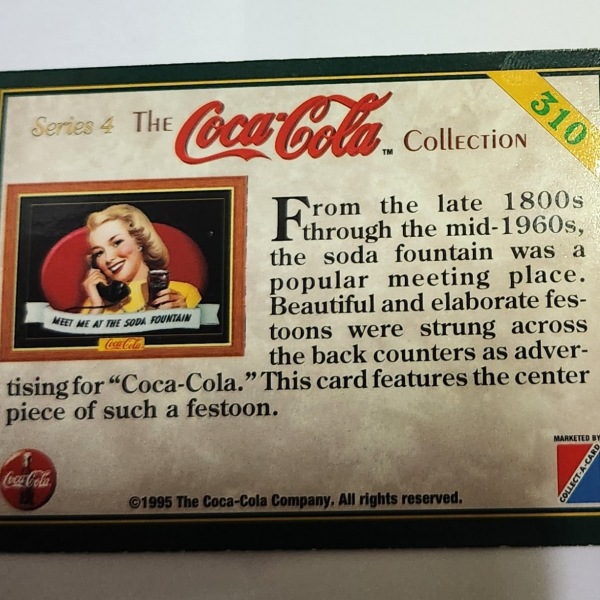 Series 4 THE Coca-Cola™ COLLECTION
310
From the late 1800s
through the mid-1960s,
the soda fountain was a
popular meeting place.
Beautiful and elaborate fes-
toons were strung across
the back counters as adver-
tising for “Coca-Cola.” This card features the center
piece of such a festoon.
MEET ME AT THE SODA FOUNTAIN
Coca-Cola
Coca-Cola
©1995 The Coca-Cola Company. All rights reserved.
MARKETED BY
COLLECT-A-CARD